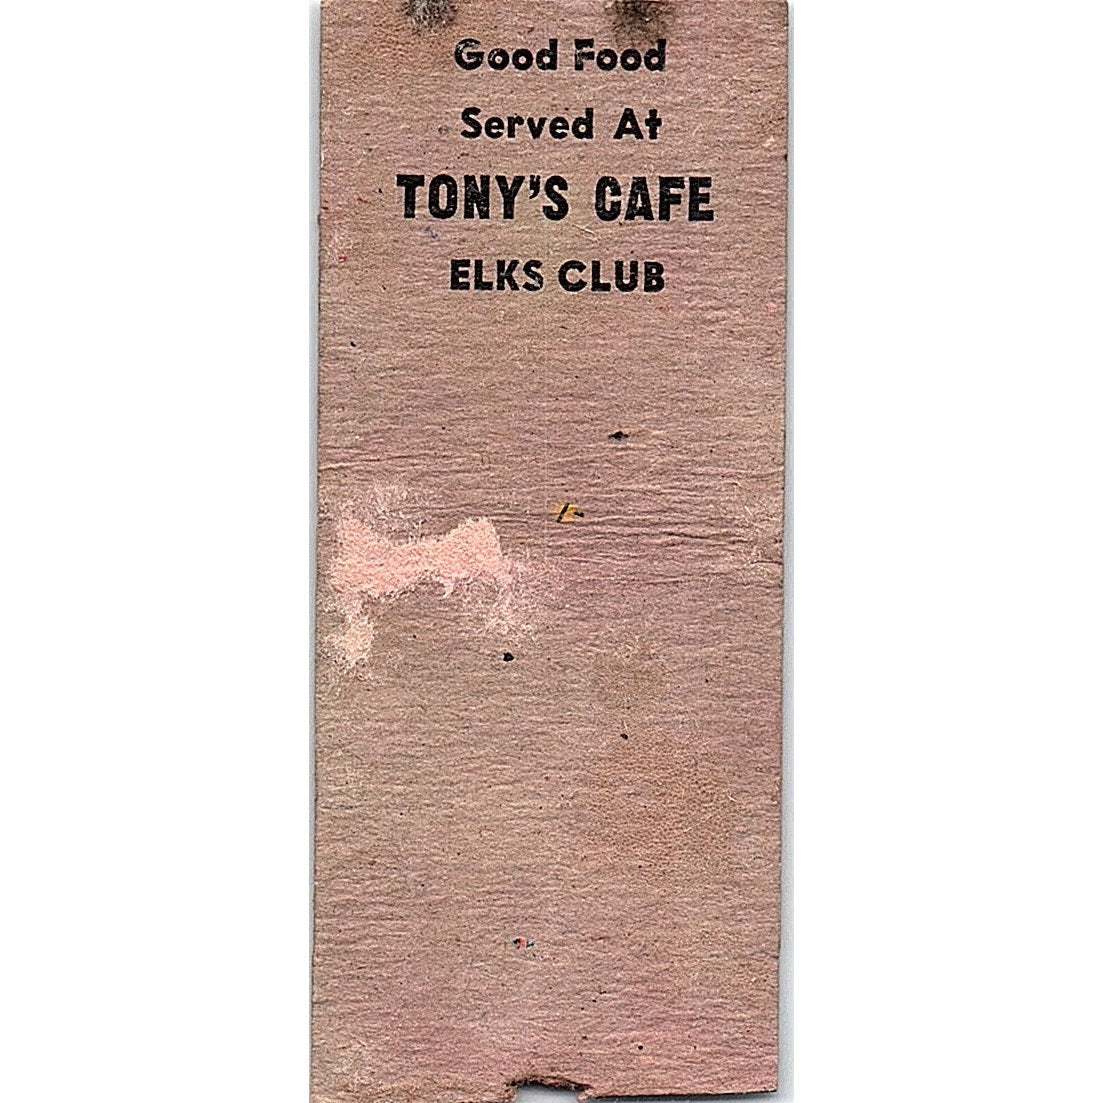 Good Food
Served At
TONY'S CAFE
ELKS CLUB